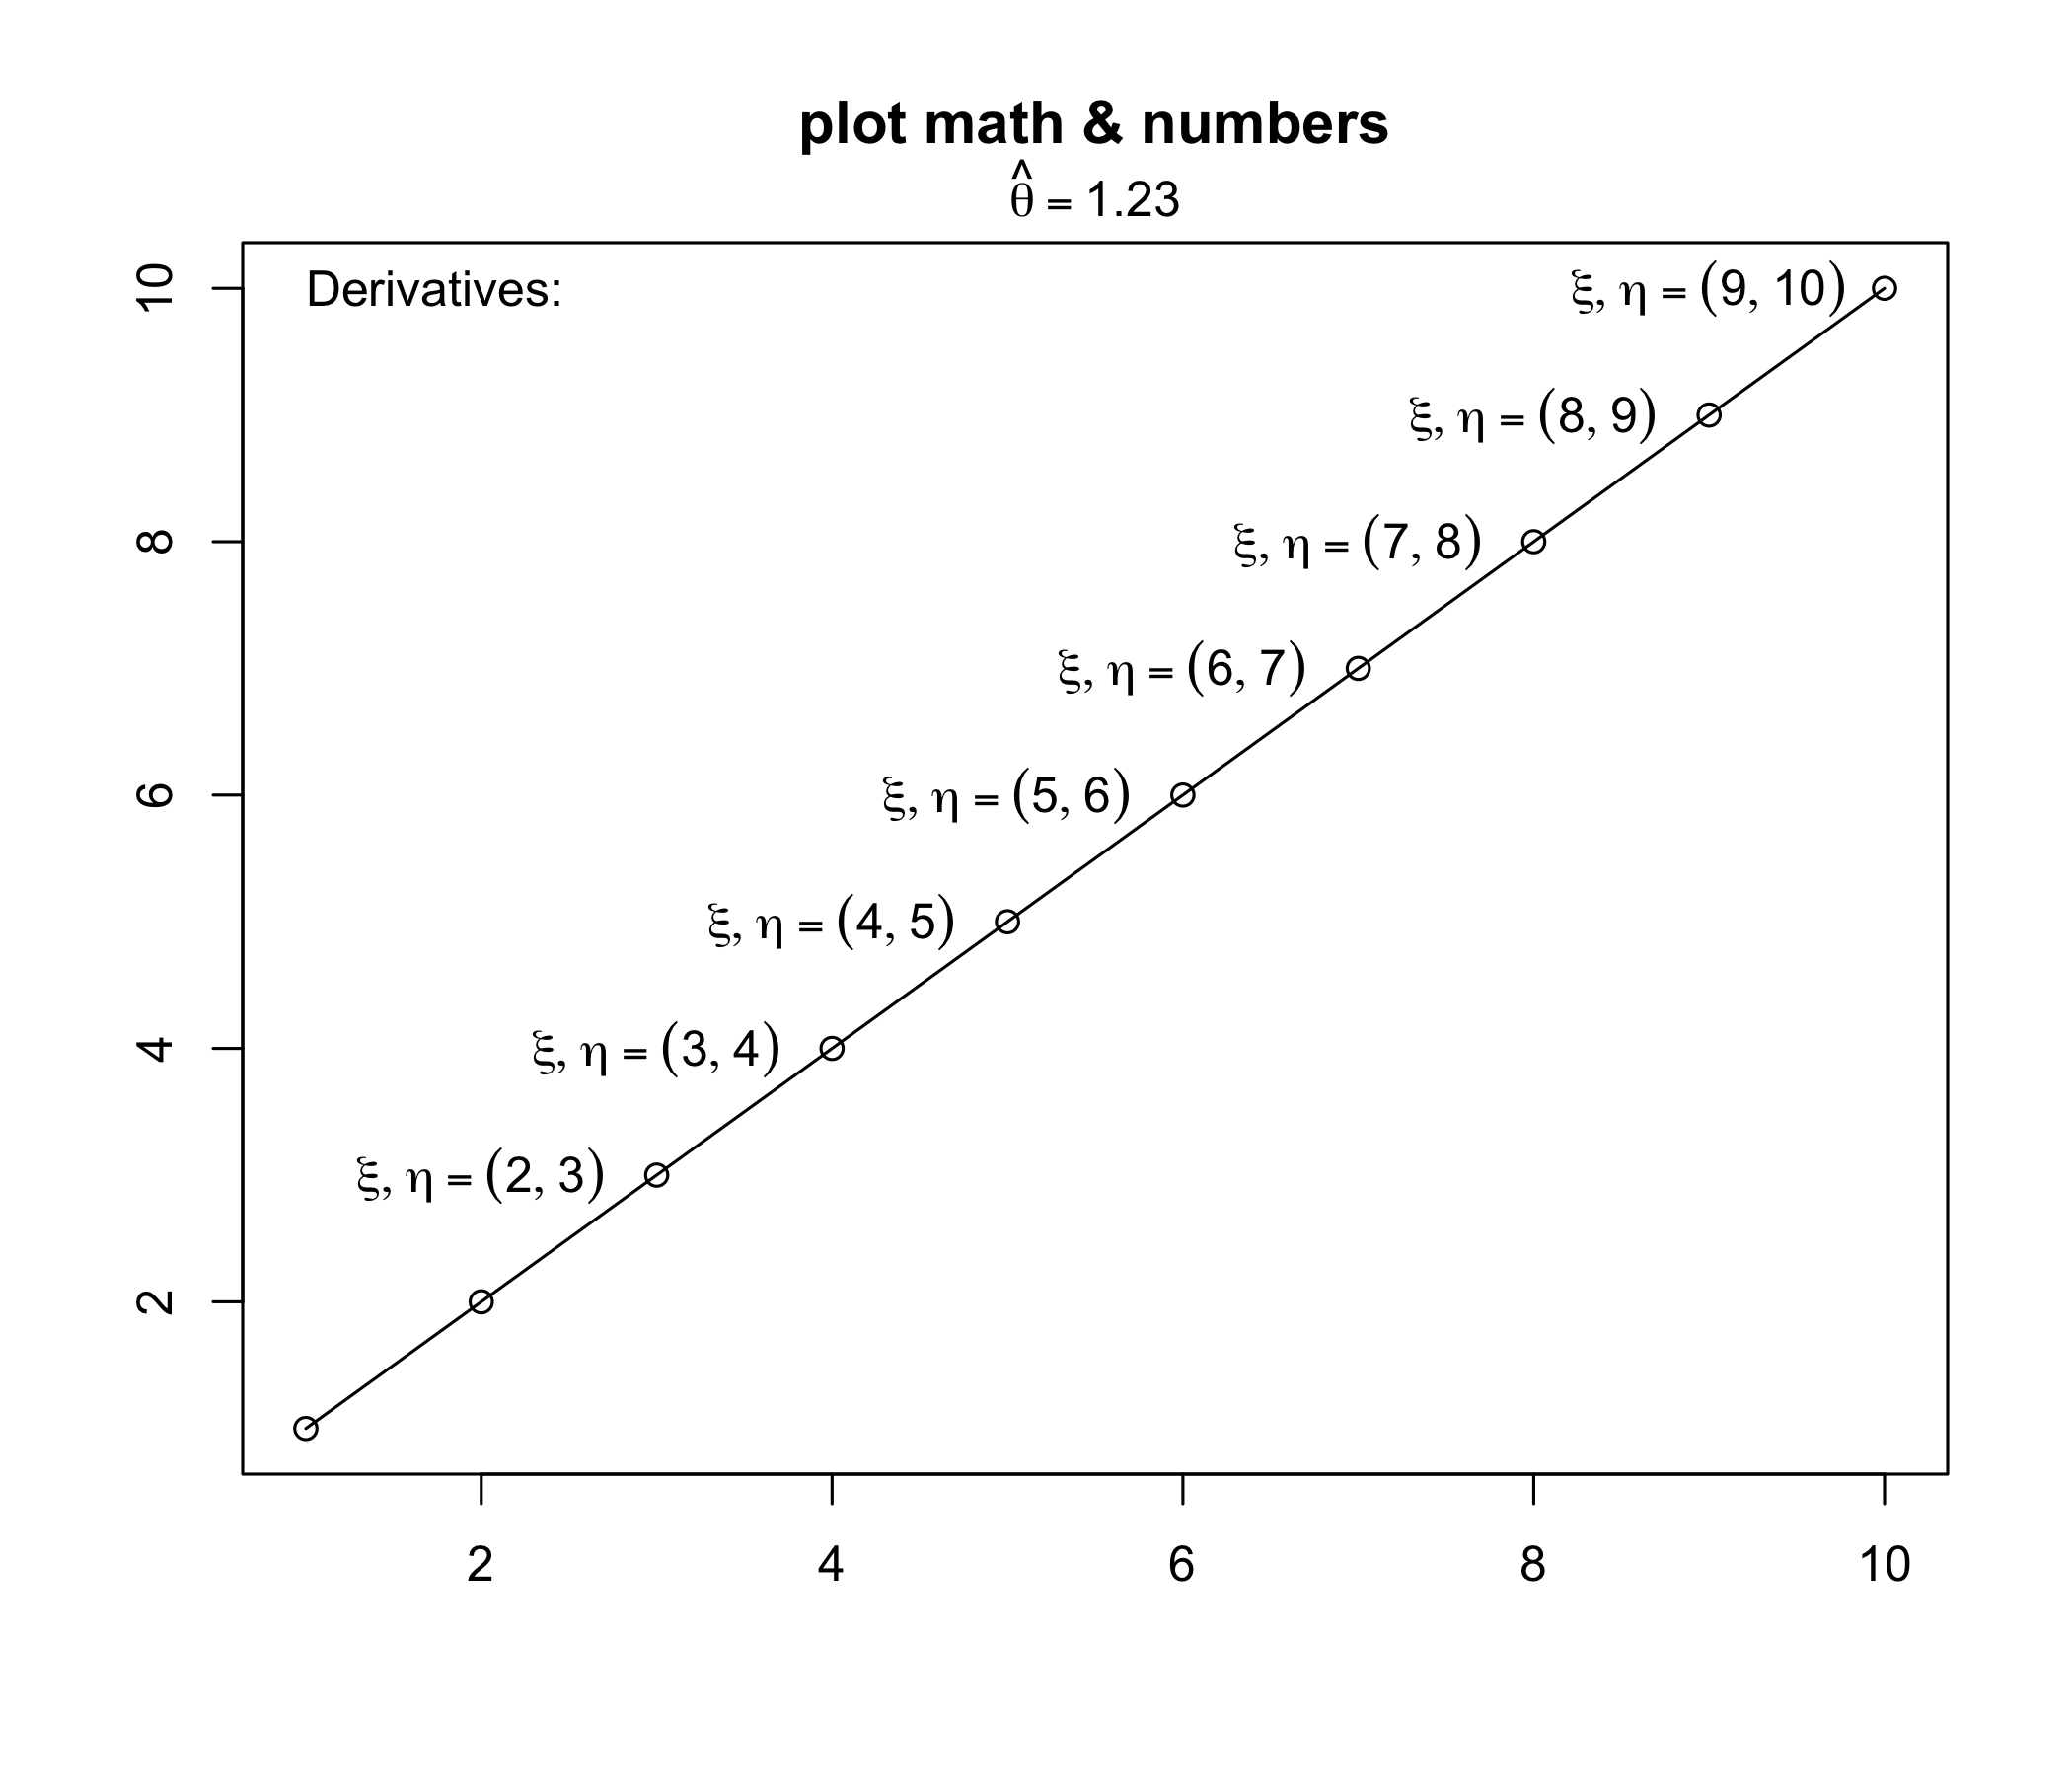 plot math & numbers
θ̂ = 1.23
10
Derivatives:
ξ, η = (9, 10)
ξ, η = (8, 9)
8
ξ, η = (7, 8)
ξ, η = (6, 7)
6
ξ, η = (5, 6)
ξ, η = (4, 5)
4
ξ, η = (3, 4)
ξ, η = (2, 3)
2
2 4 6 8 10